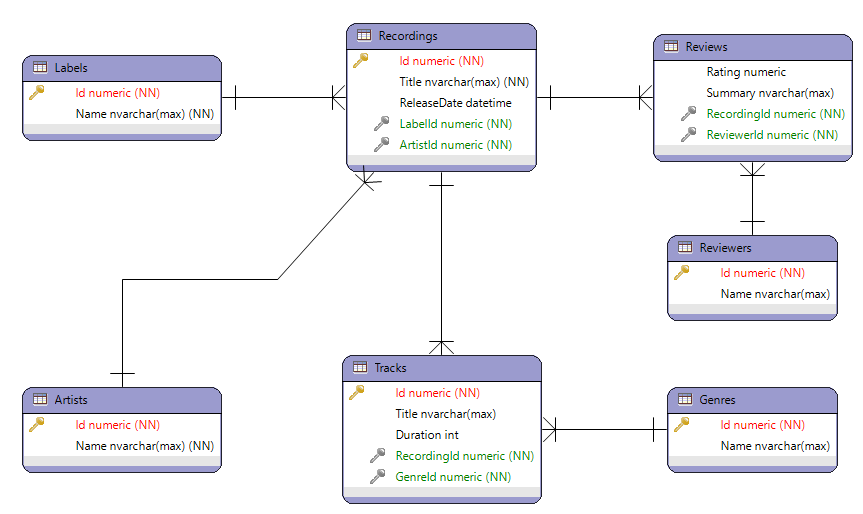 Labels
Id numeric (NN)
Name nvarchar(max) (NN)
Recordings
Id numeric (NN)
Title nvarchar(max) (NN)
ReleaseDate datetime
LabelId numeric (NN)
ArtistId numeric (NN)
Reviews
Rating numeric
Summary nvarchar(max)
RecordingId numeric (NN)
ReviewerId numeric (NN)
Reviewers
Id numeric (NN)
Name nvarchar(max)
Artists
Id numeric (NN)
Name nvarchar(max) (NN)
Tracks
Id numeric (NN)
Title nvarchar(max)
Duration int
RecordingId numeric (NN)
GenreId numeric (NN)
Genres
Id numeric (NN)
Name nvarchar(max)